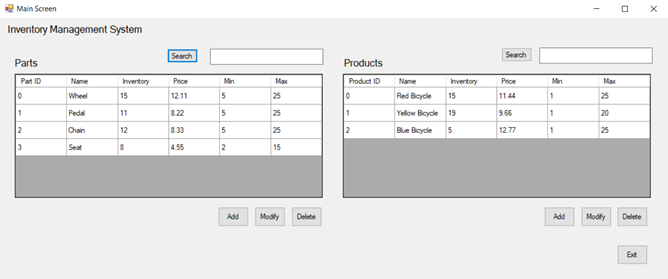 Main Screen
Inventory Management System
Parts
Search
Part ID Name Inventory Price Min Max
0 Wheel 15 12.11 5 25
1 Pedal 11 8.22 5 25
2 Chain 12 8.33 5 25
3 Seat 8 4.55 2 15
Add Modify Delete
Products
Search
Product ID Name Inventory Price Min Max
0 Red Bicycle 15 11.44 1 25
1 Yellow Bicycle 19 9.66 1 20
2 Blue Bicycle 5 12.77 1 25
Add Modify Delete
Exit